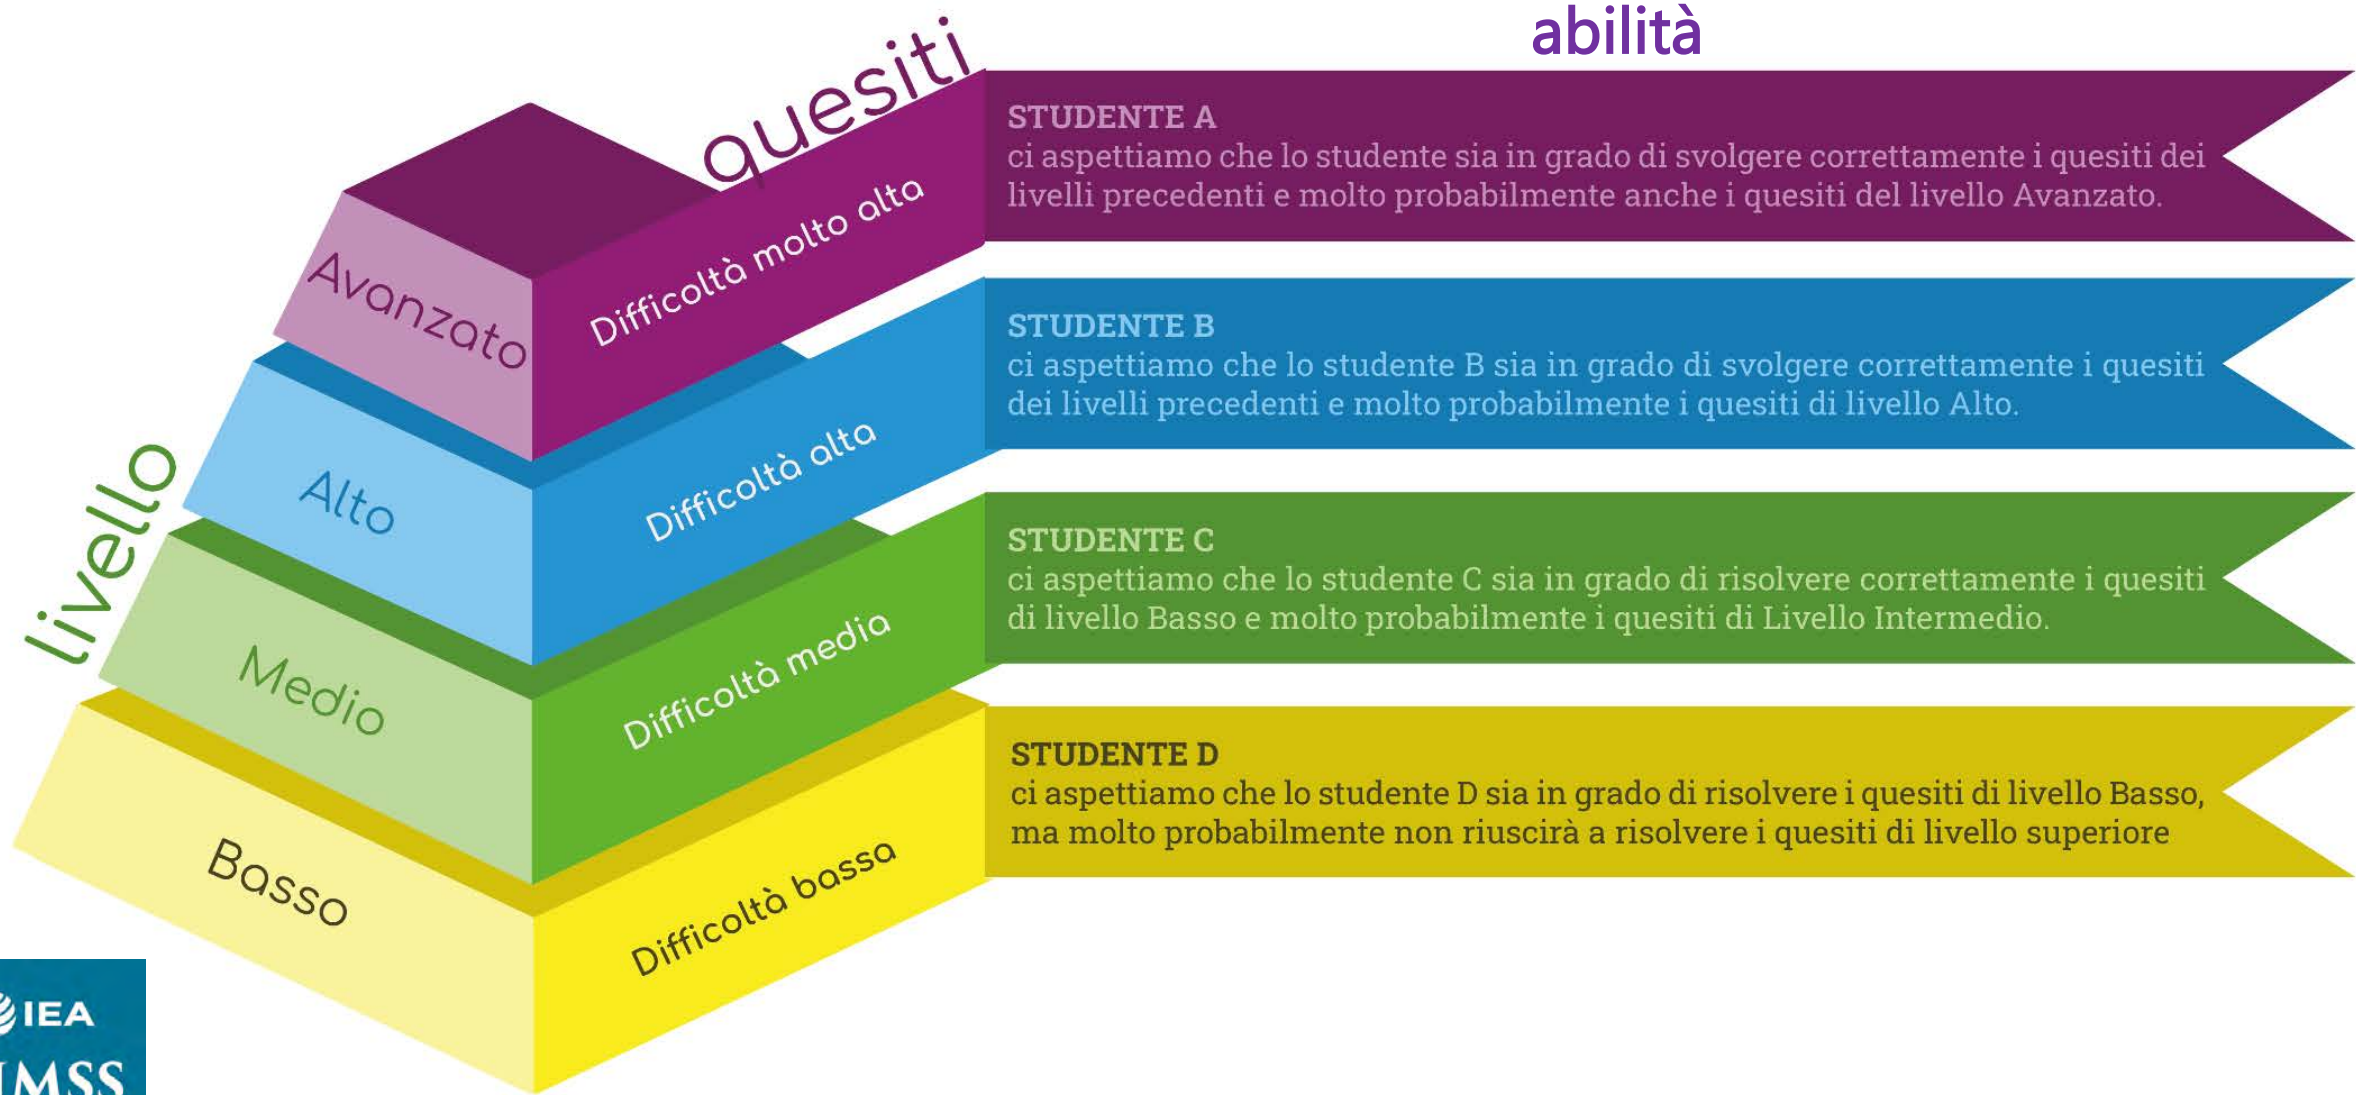 abilità
quesiti
livello
Avanzato
Difficoltà molto alta
STUDENTE A
ci aspettiamo che lo studente sia in grado di svolgere correttamente i quesiti dei
livelli precedenti e molto probabilmente anche i quesiti del livello Avanzato.
Alto
Difficoltà alta
STUDENTE B
ci aspettiamo che lo studente B sia in grado di svolgere correttamente i quesiti
dei livelli precedenti e molto probabilmente i quesiti di livello Alto.
Medio
Difficoltà media
STUDENTE C
ci aspettiamo che lo studente C sia in grado di risolvere correttamente i quesiti
di livello Basso e molto probabilmente i quesiti di Livello Intermedio.
Basso
Difficoltà bassa
STUDENTE D
ci aspettiamo che lo studente D sia in grado di risolvere i quesiti di livello Basso,
ma molto probabilmente non riuscirà a risolvere i quesiti di livello superiore
IEA